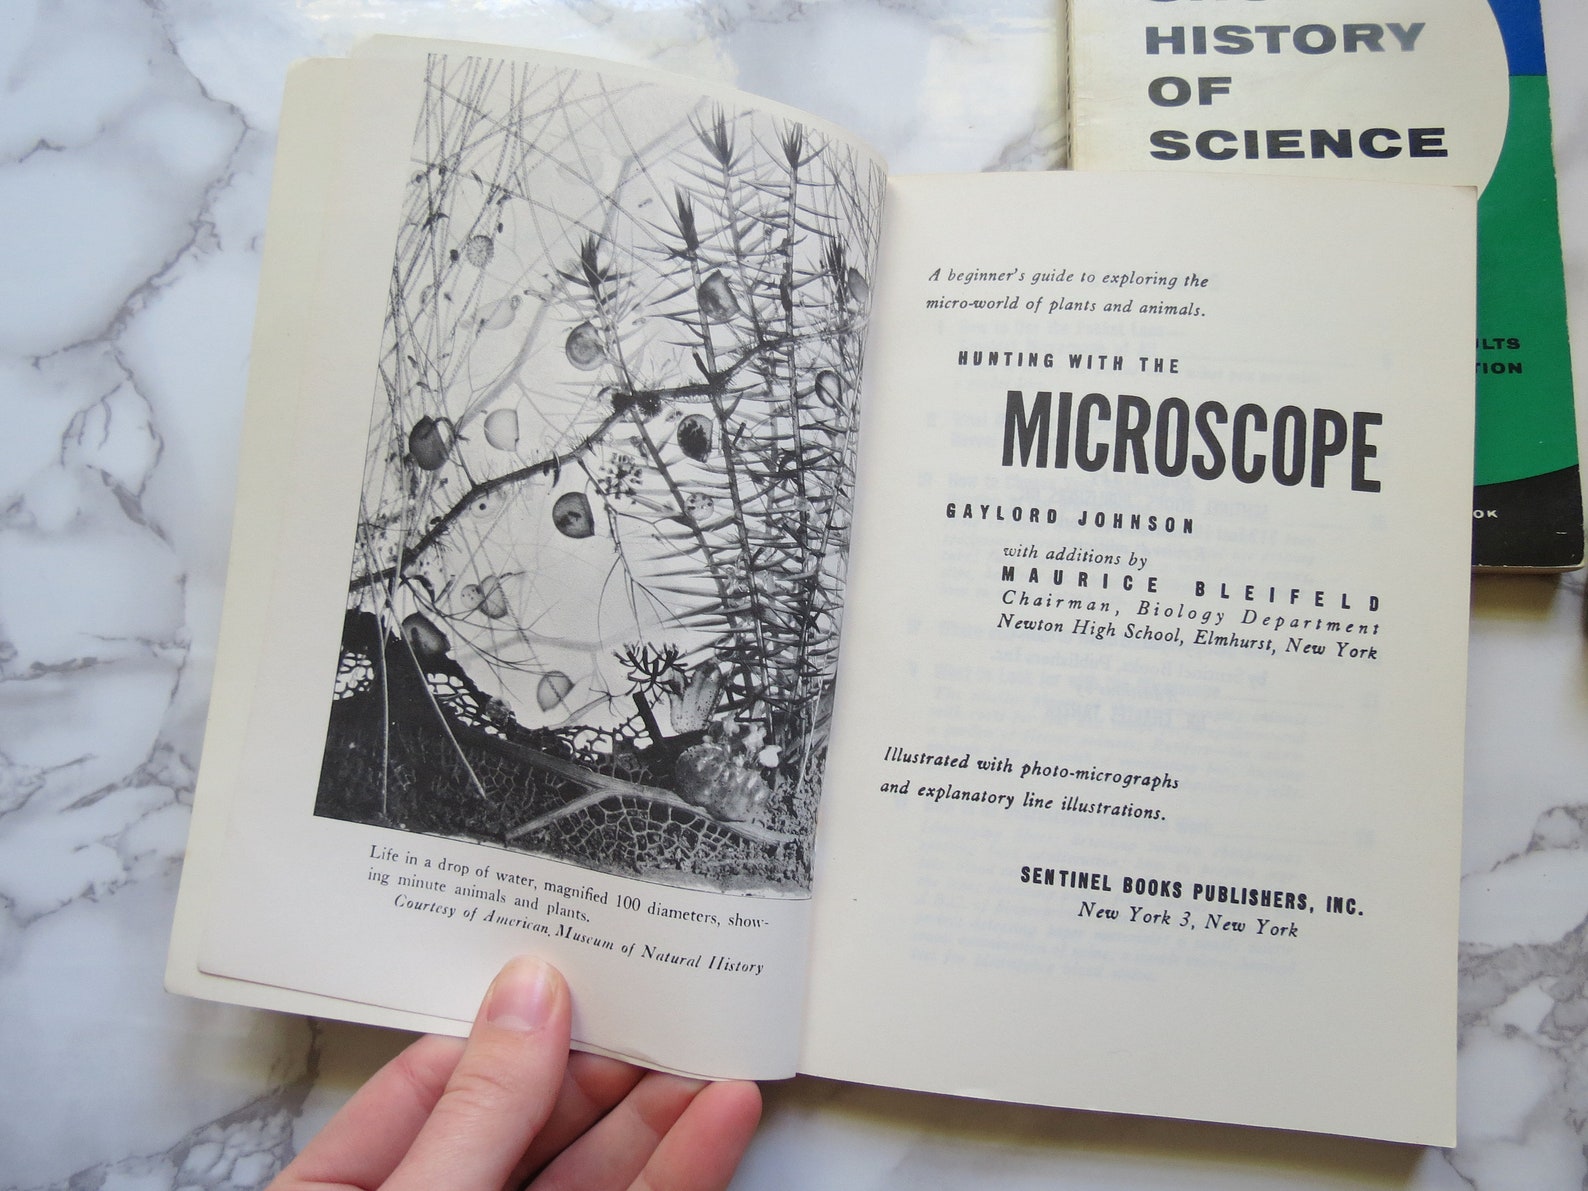 Life in a drop of water, magnified 100 diameters, show-
ing minute animals and plants.
Courtesy of American Museum of Natural History
A beginner's guide to exploring the
micro-world of plants and animals.
HUNTING WITH THE
MICROSCOPE
GAYLORD JOHNSON
with additions by
MAURICE BLEIFELD
Chairman, Biology Department
Newton High School, Elmhurst, New York
Illustrated with photo-micrographs
and explanatory line illustrations.
SENTINEL BOOKS PUBLISHERS, INC.
New York 3, New York
HISTORY
OF
SCIENCE